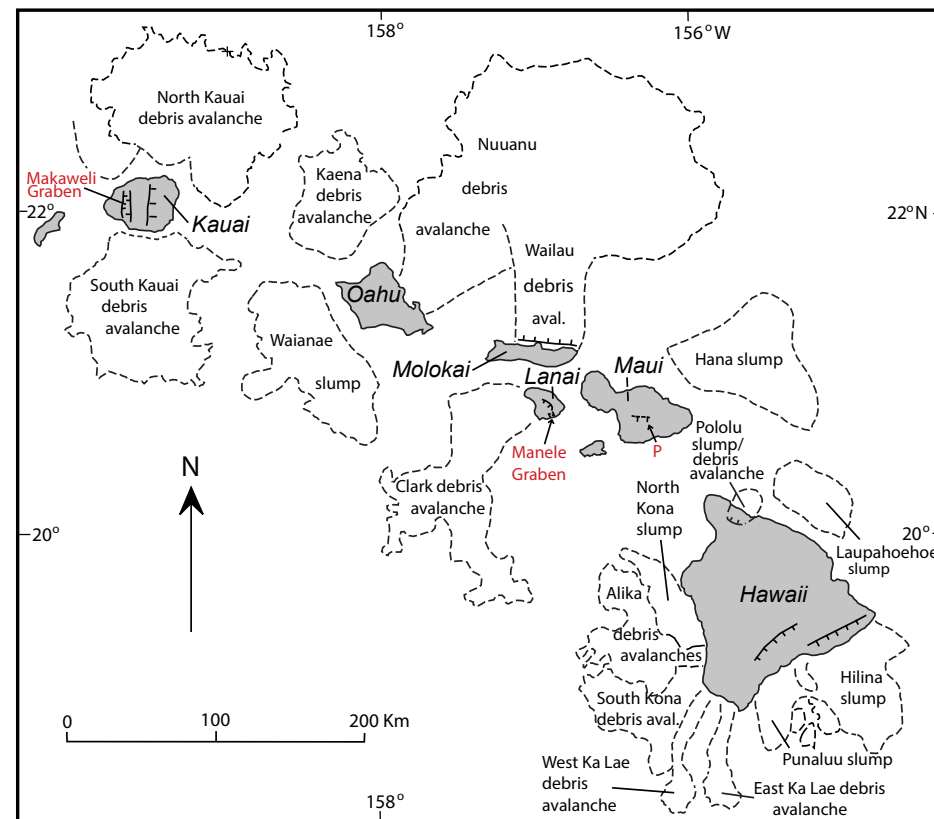 158°
156°W
North Kauai
debris avalanche
Nuuanu
debris
avalanche
Makaweli
Graben
Kaena
debris
avalanche
22°
22°N
Kauai
Wailau
debris
aval.
South Kauai
debris
avalanche
Oahu
Waianae
slump
Molokai
Lanai
Maui
Hana slump
Manele
Graben
P
Pololu
slump/
debris
avalanche
N
Clark debris
avalanche
North
Kona
slump
20°
20°
Laupahoehoe
slump
Alika
debris
avalanches
Hawaii
Hilina
slump
South Kona
debris aval.
0 100 200 Km
Punaluu slump
West Ka Lae
debris
avalanche
East Ka Lae debris
avalanche
158°